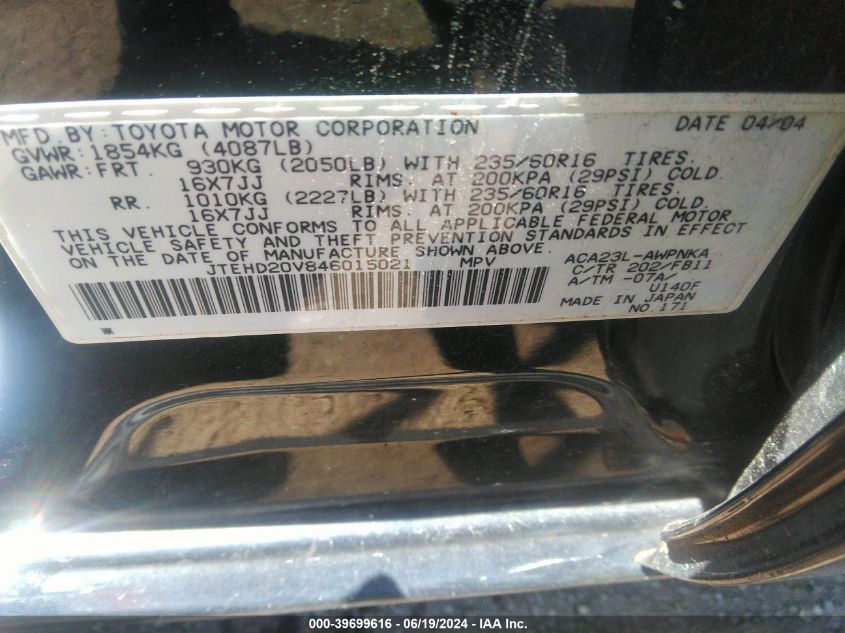 MFD.BY:TOYOTA MOTOR CORPORATION DATE 04/04
GVWR:1854KG (4087LB)
GAWR:FRT. 930KG (2050LB) WITH 235/60R16 TIRES.
16X7JJ RIMS. AT 200KPA (29PSI) COLD.
RR. 1010KG (2227LB) WITH 235/60R16 TIRES.
16X7JJ RIMS. AT 200KPA (29PSI) COLD.
THIS VEHICLE CONFORMS TO ALL APPLICABLE FEDERAL MOTOR
VEHICLE SAFETY AND THEFT PREVENTION STANDARDS IN EFFECT
ON THE DATE OF MANUFACTURE SHOWN ABOVE.
JTEHD20V846015021 MPV ACA23L-AWPNKA
C/TR 202/FB11
A/TM -07A/
U140F
MADE IN JAPAN
NO.171
*
000-39699616 - 06/19/2024 - IAA Inc.